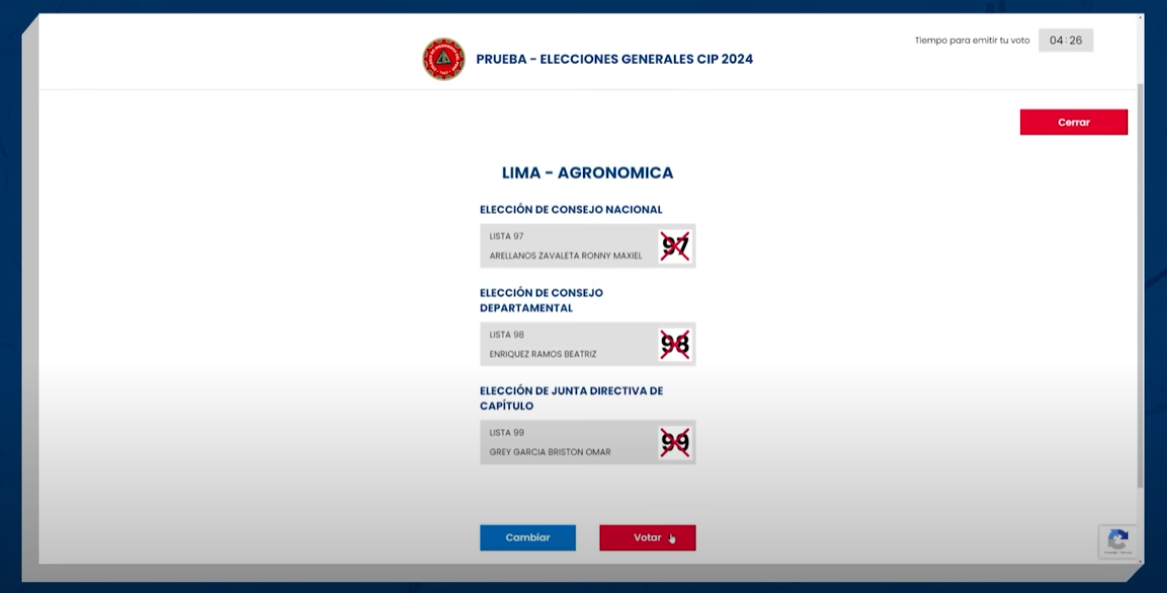 Tiempo para emitir tu voto 04:26
PRUEBA - ELECCIONES GENERALES CIP 2024
Cerrar
LIMA - AGRONOMICA
ELECCIÓN DE CONSEJO NACIONAL
LISTA 97
ARELLANOS ZAVALETA RONNY MAXIEL
97
ELECCIÓN DE CONSEJO
DEPARTAMENTAL
LISTA 98
ENRIQUEZ RAMOS BEATRIZ
98
ELECCIÓN DE JUNTA DIRECTIVA DE
CAPÍTULO
LISTA 99
GREY GARCIA BRISTON OMAR
99
Cambiar
Votar